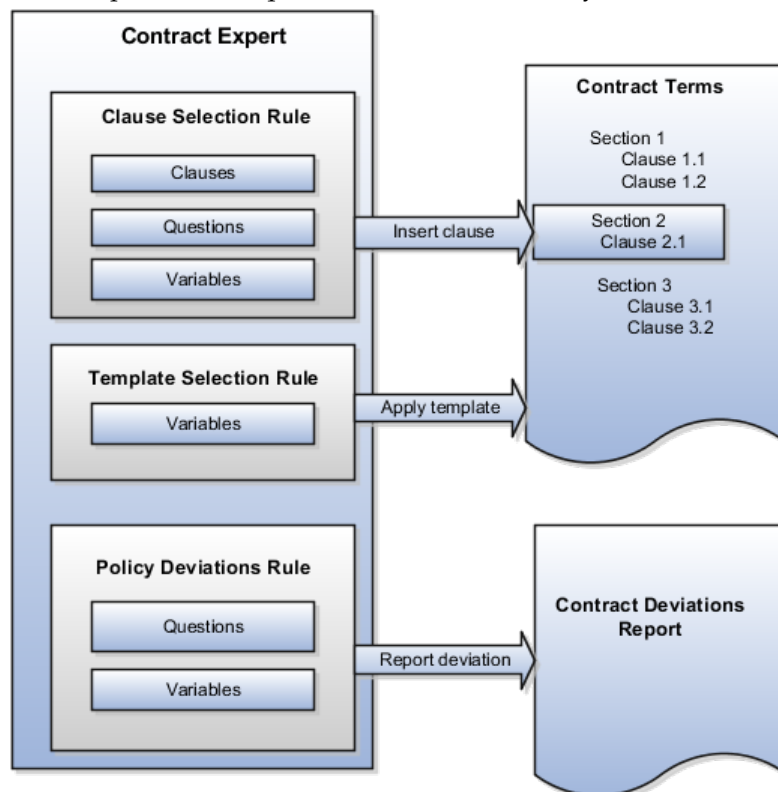 Contract Expert
Clause Selection Rule
Clauses
Questions
Variables
Insert clause
Template Selection Rule
Variables
Apply template
Policy Deviations Rule
Questions
Variables
Report deviation
Contract Terms
Section 1
Clause 1.1
Clause 1.2
Section 2
Clause 2.1
Section 3
Clause 3.1
Clause 3.2
Contract Deviations
Report